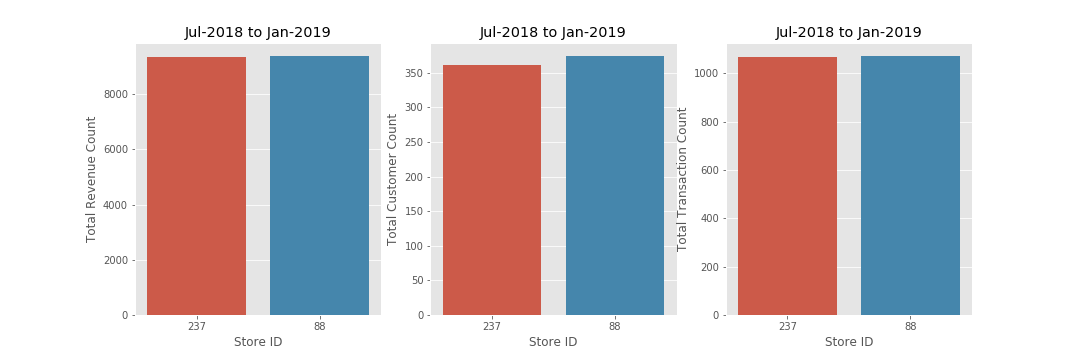 Jul-2018 to Jan-2019
Total Revenue Count
8000
6000
4000
2000
0
237
88
Store ID
Jul-2018 to Jan-2019
Total Customer Count
350
300
250
200
150
100
50
0
237
88
Store ID
Jul-2018 to Jan-2019
Total Transaction Count
1000
800
600
400
200
0
237
88
Store ID